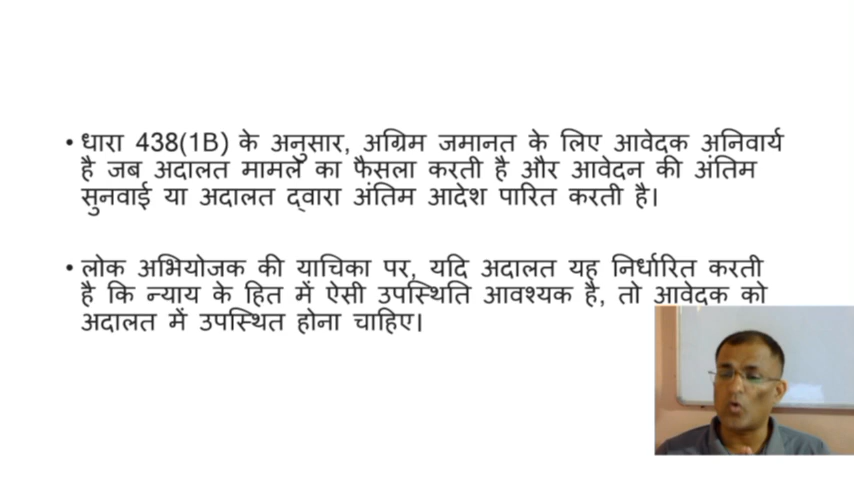 • धारा 438(1B) के अनुसार, अग्रिम जमानत के लिए आवेदक अनिवार्य
है जब अदालत मामले का फैसला करती है और आवेदन की अंतिम
सुनवाई या अदालत द्वारा अंतिम आदेश पारित करती है।
• लोक अभियोजक की याचिका पर, यदि अदालत यह निर्धारित करती
है कि न्याय के हित में ऐसी उपस्थिति आवश्यक है, तो आवेदक को
अदालत में उपस्थित होना चाहिए।